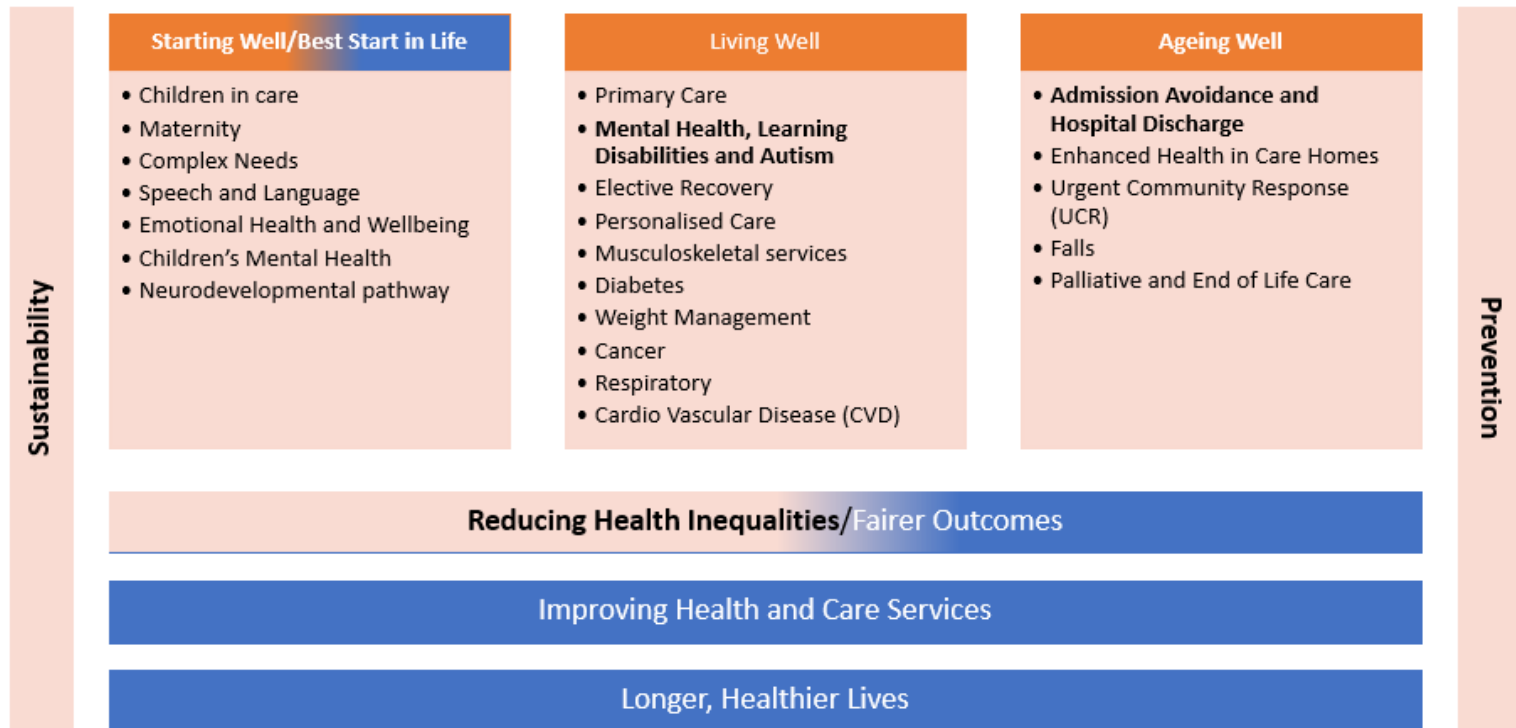 Sustainability
Starting Well/Best Start in Life
• Children in care
• Maternity
• Complex Needs
• Speech and Language
• Emotional Health and Wellbeing
• Children’s Mental Health
• Neurodevelopmental pathway
Living Well
• Primary Care
• Mental Health, Learning
Disabilities and Autism
• Elective Recovery
• Personalised Care
• Musculoskeletal services
• Diabetes
• Weight Management
• Cancer
• Respiratory
• Cardio Vascular Disease (CVD)
Ageing Well
• Admission Avoidance and
Hospital Discharge
• Enhanced Health in Care Homes
• Urgent Community Response
(UCR)
• Falls
• Palliative and End of Life Care
Prevention
Reducing Health Inequalities/Fairer Outcomes
Improving Health and Care Services
Longer, Healthier Lives